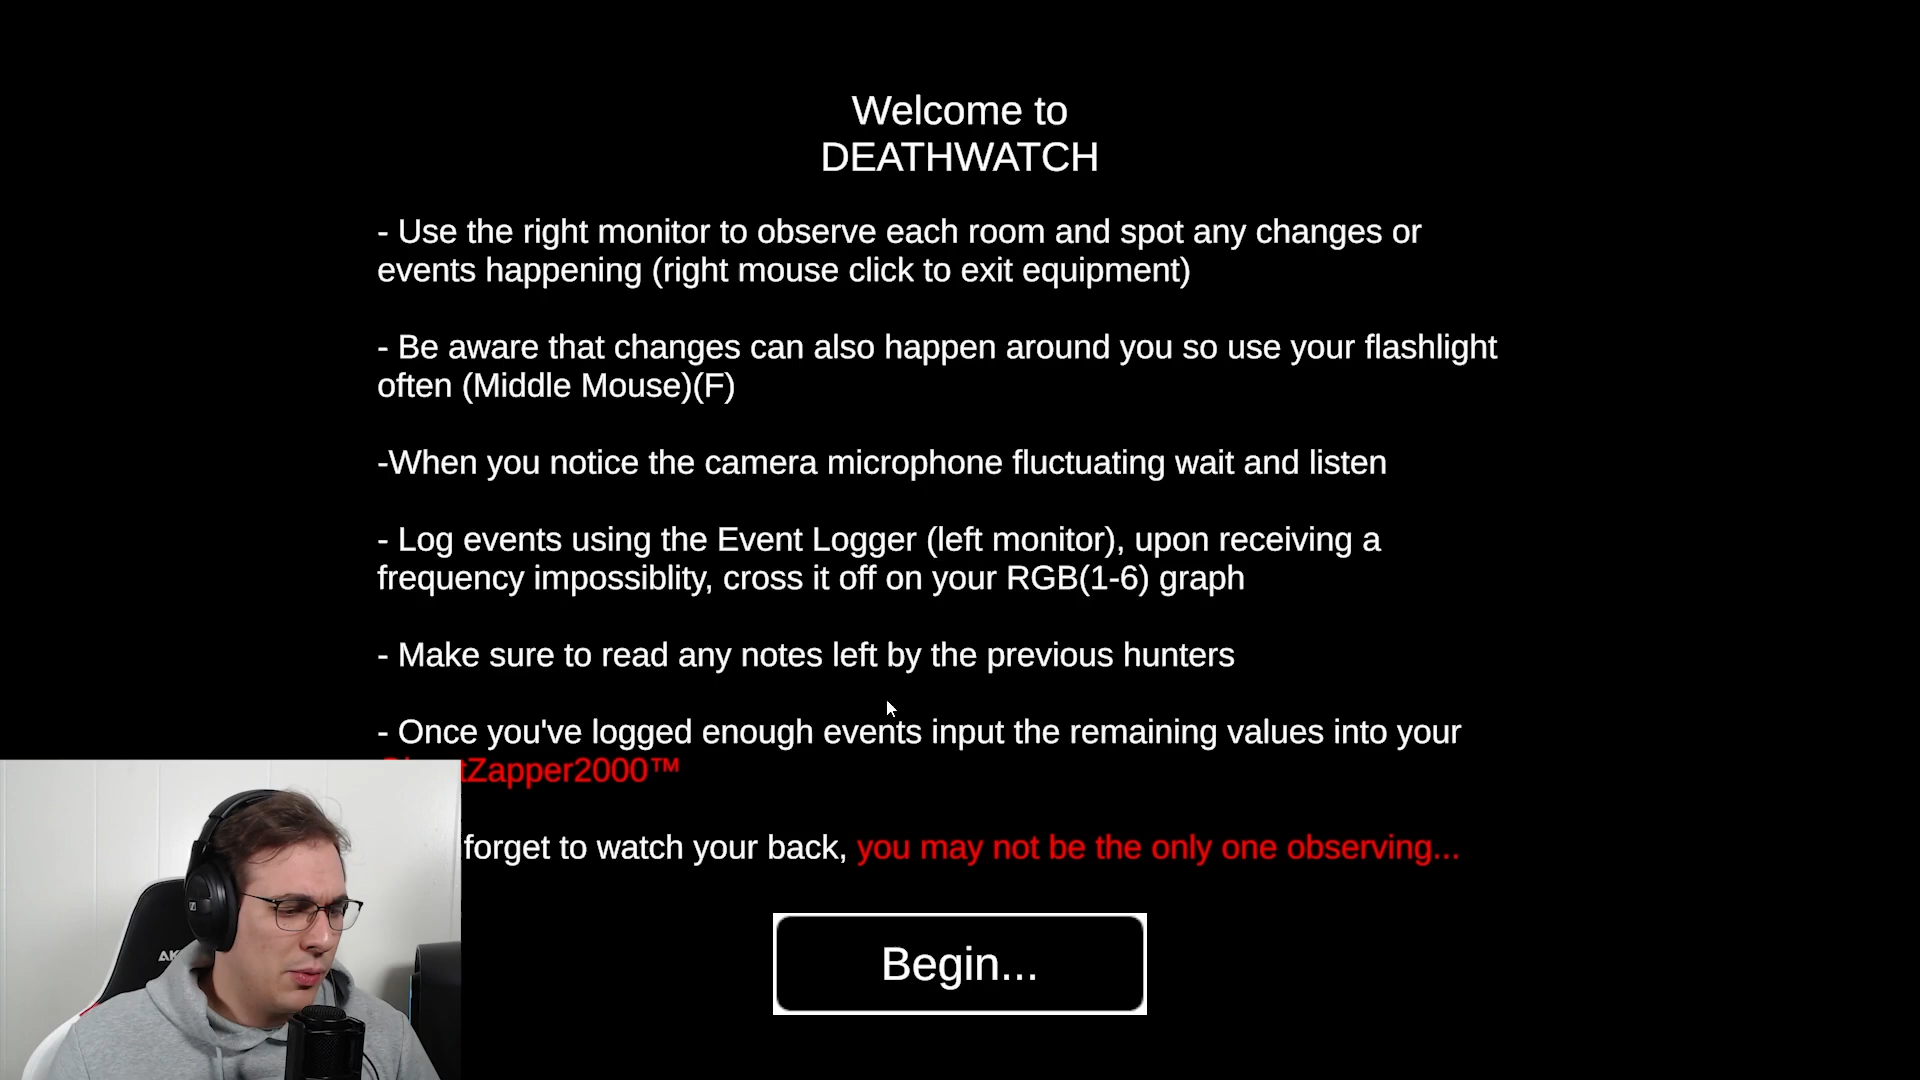 Welcome to
DEATHWATCH
- Use the right monitor to observe each room and spot any changes or
events happening (right mouse click to exit equipment)
- Be aware that changes can also happen around you so use your flashlight
often (Middle Mouse)(F)
-When you notice the camera microphone fluctuating wait and listen
- Log events using the Event Logger (left monitor), upon receiving a
frequency impossiblity, cross it off on your RGB(1-6) graph
- Make sure to read any notes left by the previous hunters
- Once you've logged enough events input the remaining values into your
tZapper2000™
forget to watch your back, you may not be the only one observing...
Begin...